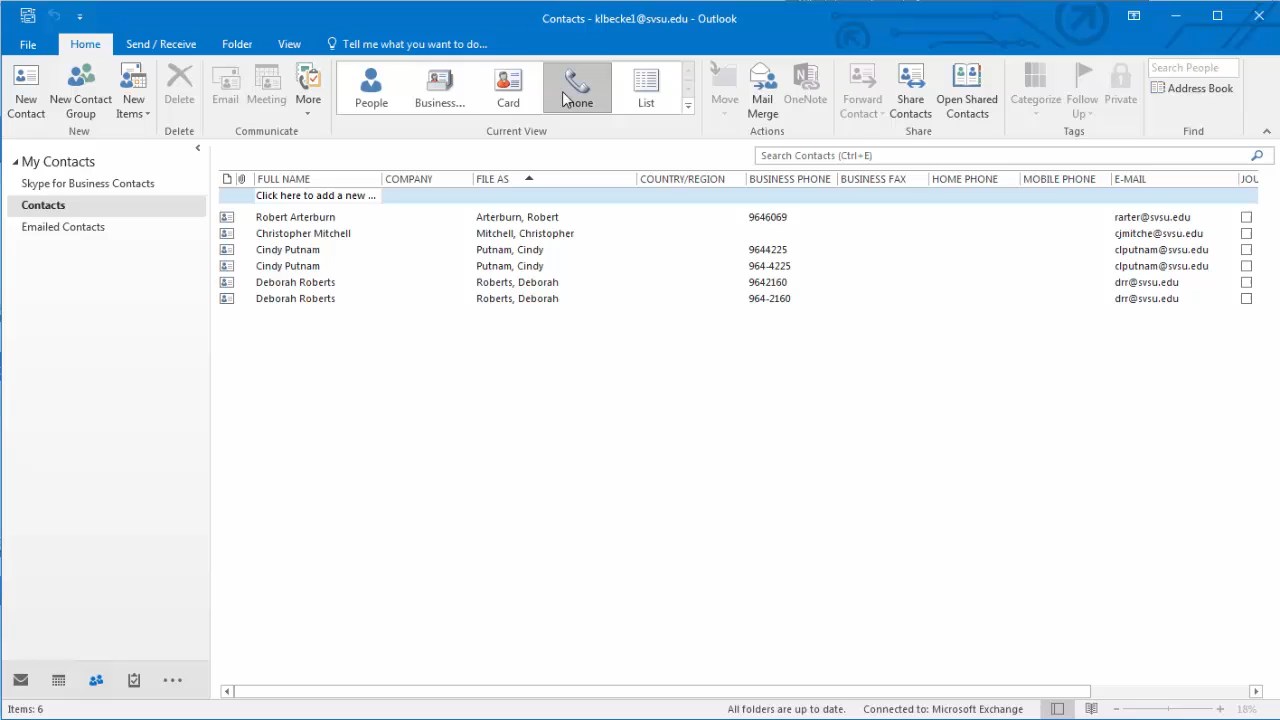 Contacts - klbecke1@svsu.edu - Outlook
File Home Send / Receive Folder View Tell me what you want to do...
New Contact
New Contact Group
New Items
New
Delete
Delete
Email
Meeting
More
Communicate
People
Business...
Card
List
Current View
Move
Mail Merge
OneNote
Actions
Forward Contact
Share Contacts
Open Shared Contacts
Share
Categorize
Follow Up
Private
Tags
Search People
Address Book
Find
My Contacts
Skype for Business Contacts
Contacts
Emailed Contacts
Search Contacts (Ctrl+E)
FULL NAME COMPANY FILE AS COUNTRY/REGION BUSINESS PHONE BUSINESS FAX HOME PHONE MOBILE PHONE E-MAIL JOU
Click here to add a new ...
Robert Arterburn Arterburn, Robert 9646069 rarter@svsu.edu
Christopher Mitchell Mitchell, Christopher cjmitche@svsu.edu
Cindy Putnam Putnam, Cindy 9644225 clputnam@svsu.edu
Cindy Putnam Putnam, Cindy 964-4225 clputnam@svsu.edu
Deborah Roberts Roberts, Deborah 9642160 drr@svsu.edu
Deborah Roberts Roberts, Deborah 964-2160 drr@svsu.edu
Items: 6
All folders are up to date. Connected to: Microsoft Exchange 18%